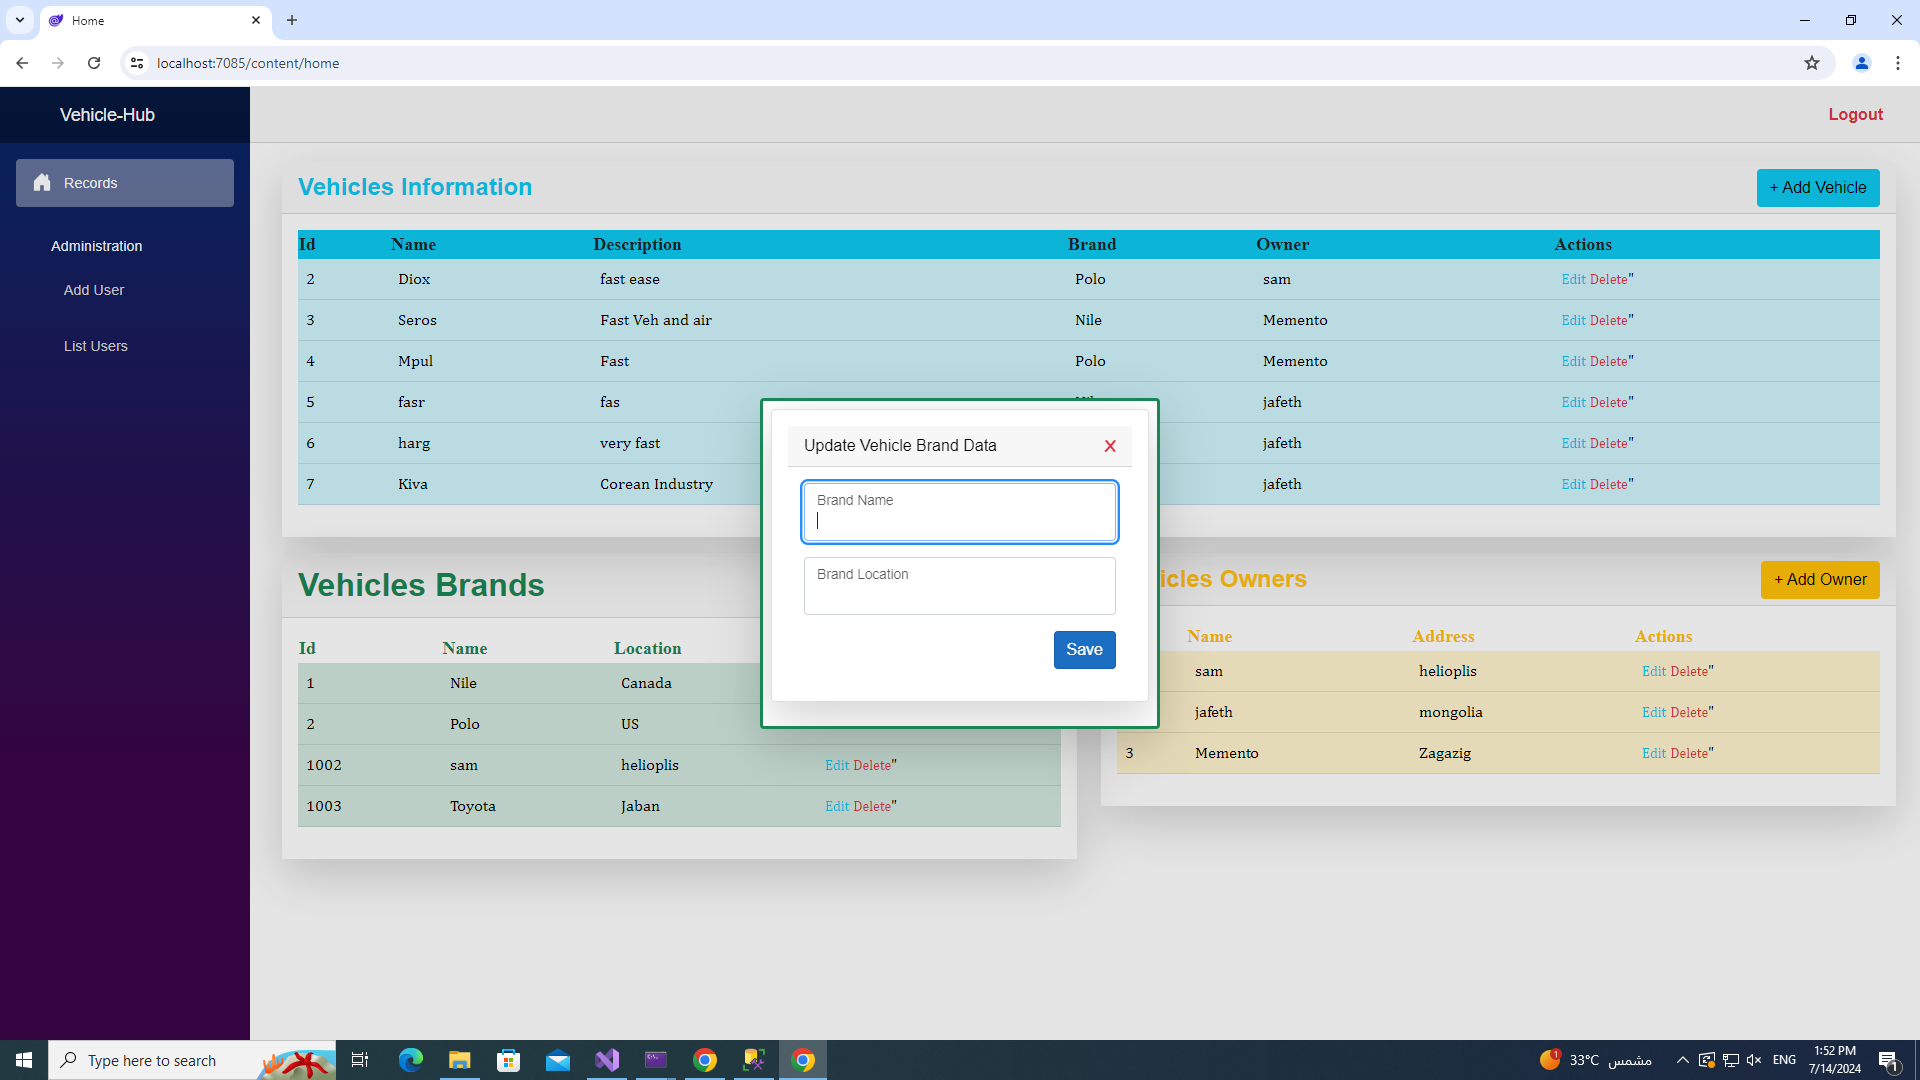 Home
localhost:7085/content/home
Vehicle-Hub
Logout
Records
Administration
Add User
List Users
Vehicles Information
+ Add Vehicle
Id Name Description Brand Owner Actions
2 Diox fast ease Polo sam Edit Delete"
3 Seros Fast Veh and air Nile Memento Edit Delete"
4 Mpul Fast Polo Memento Edit Delete"
5 fasr fas jafeth Edit Delete"
6 harg very fast jafeth Edit Delete"
7 Kiva Corean Industry jafeth Edit Delete"
Update Vehicle Brand Data X
Brand Name
Brand Location
Save
Vehicles Brands
Id Name Location
1 Nile Canada
2 Polo US
1002 sam helioplis Edit Delete"
1003 Toyota Jaban Edit Delete"
icles Owners
+ Add Owner
Name Address Actions
sam helioplis Edit Delete"
jafeth mongolia Edit Delete"
3 Memento Zagazig Edit Delete"
Type here to search
1
33°C مشمس
ENG
1:52 PM
7/14/2024
1